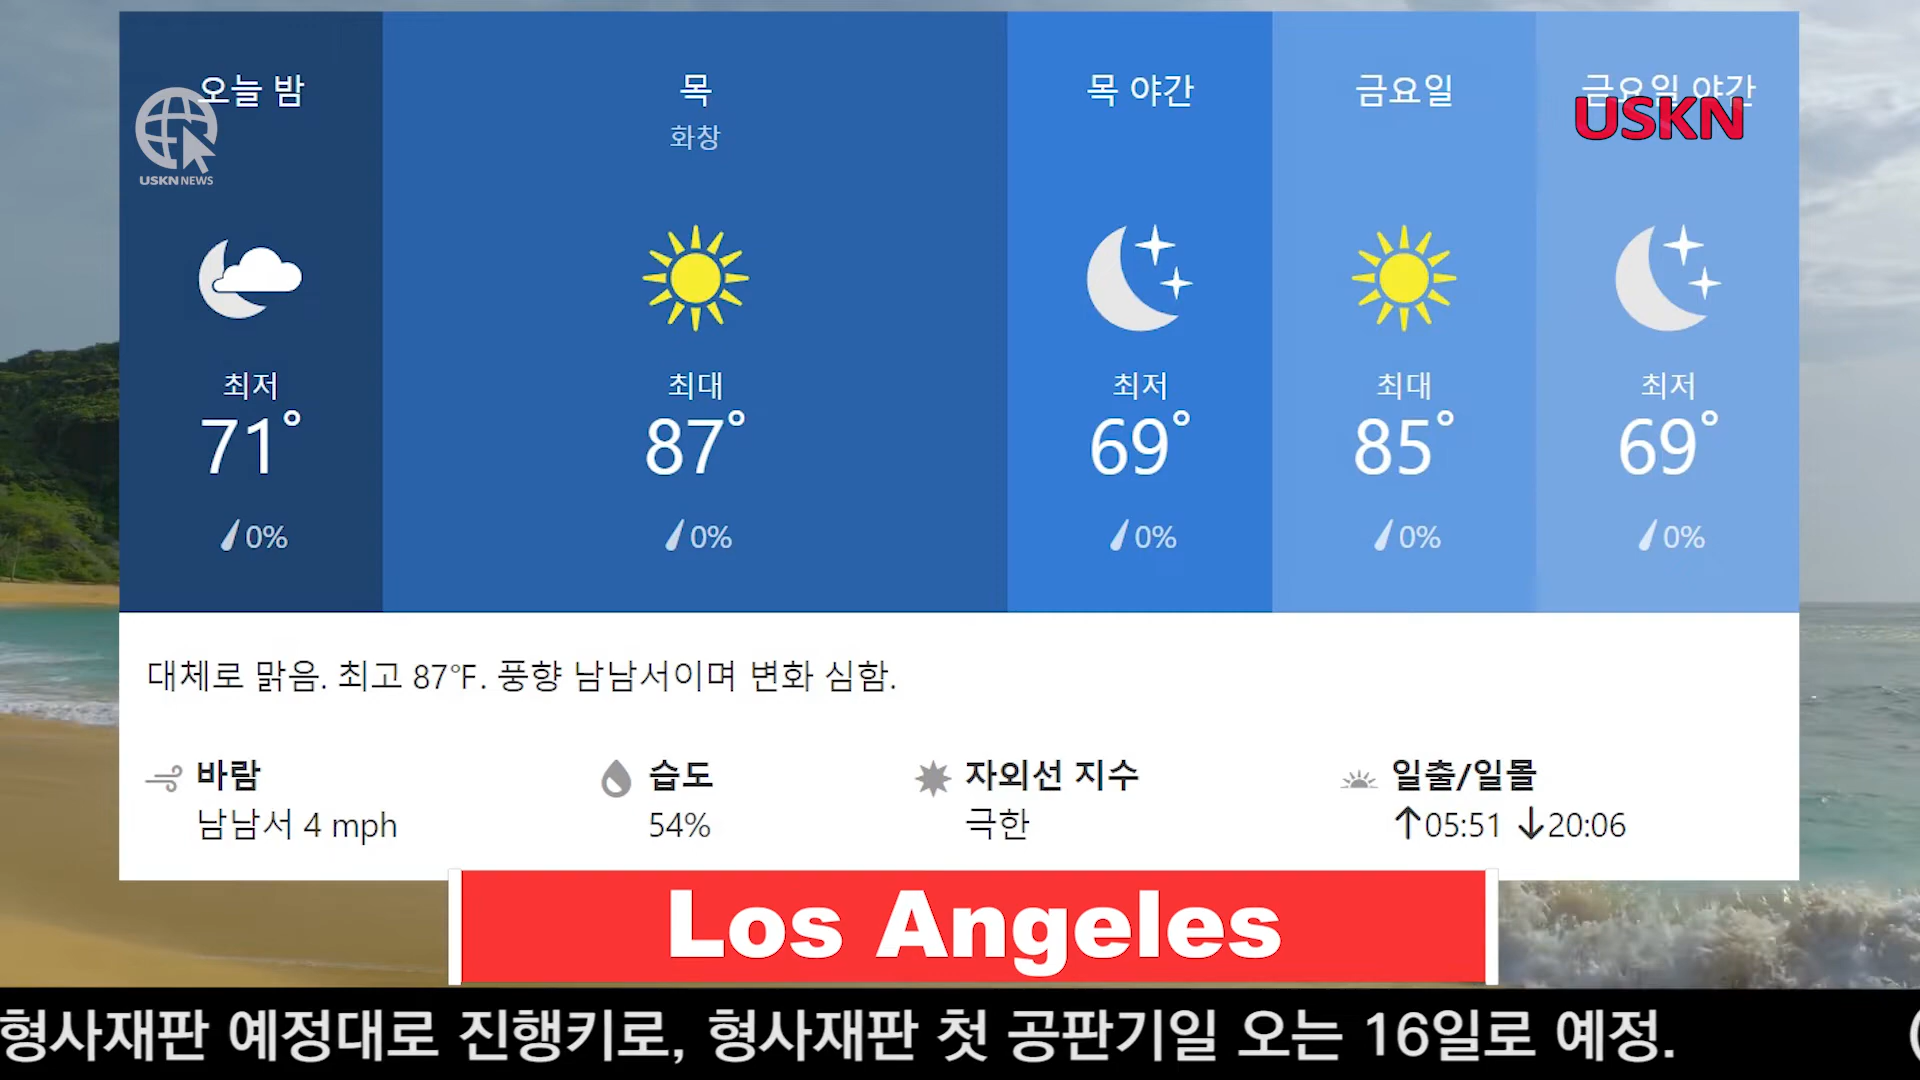 오늘 밤
목
화창
목 야간
금요일
금요일 야간
USKN
USKN NEWS
최저
71°
0%
최대
87°
0%
최저
69°
0%
최대
85°
0%
최저
69°
0%
대체로 맑음. 최고 87°F. 풍향 남남서이며 변화 심함.
바람
남남서 4 mph
습도
54%
자외선 지수
극한
일출/일몰
↑05:51 ↓20:06
Los Angeles
형사재판 예정대로 진행키로, 형사재판 첫 공판기일 오는 16일로 예정. (